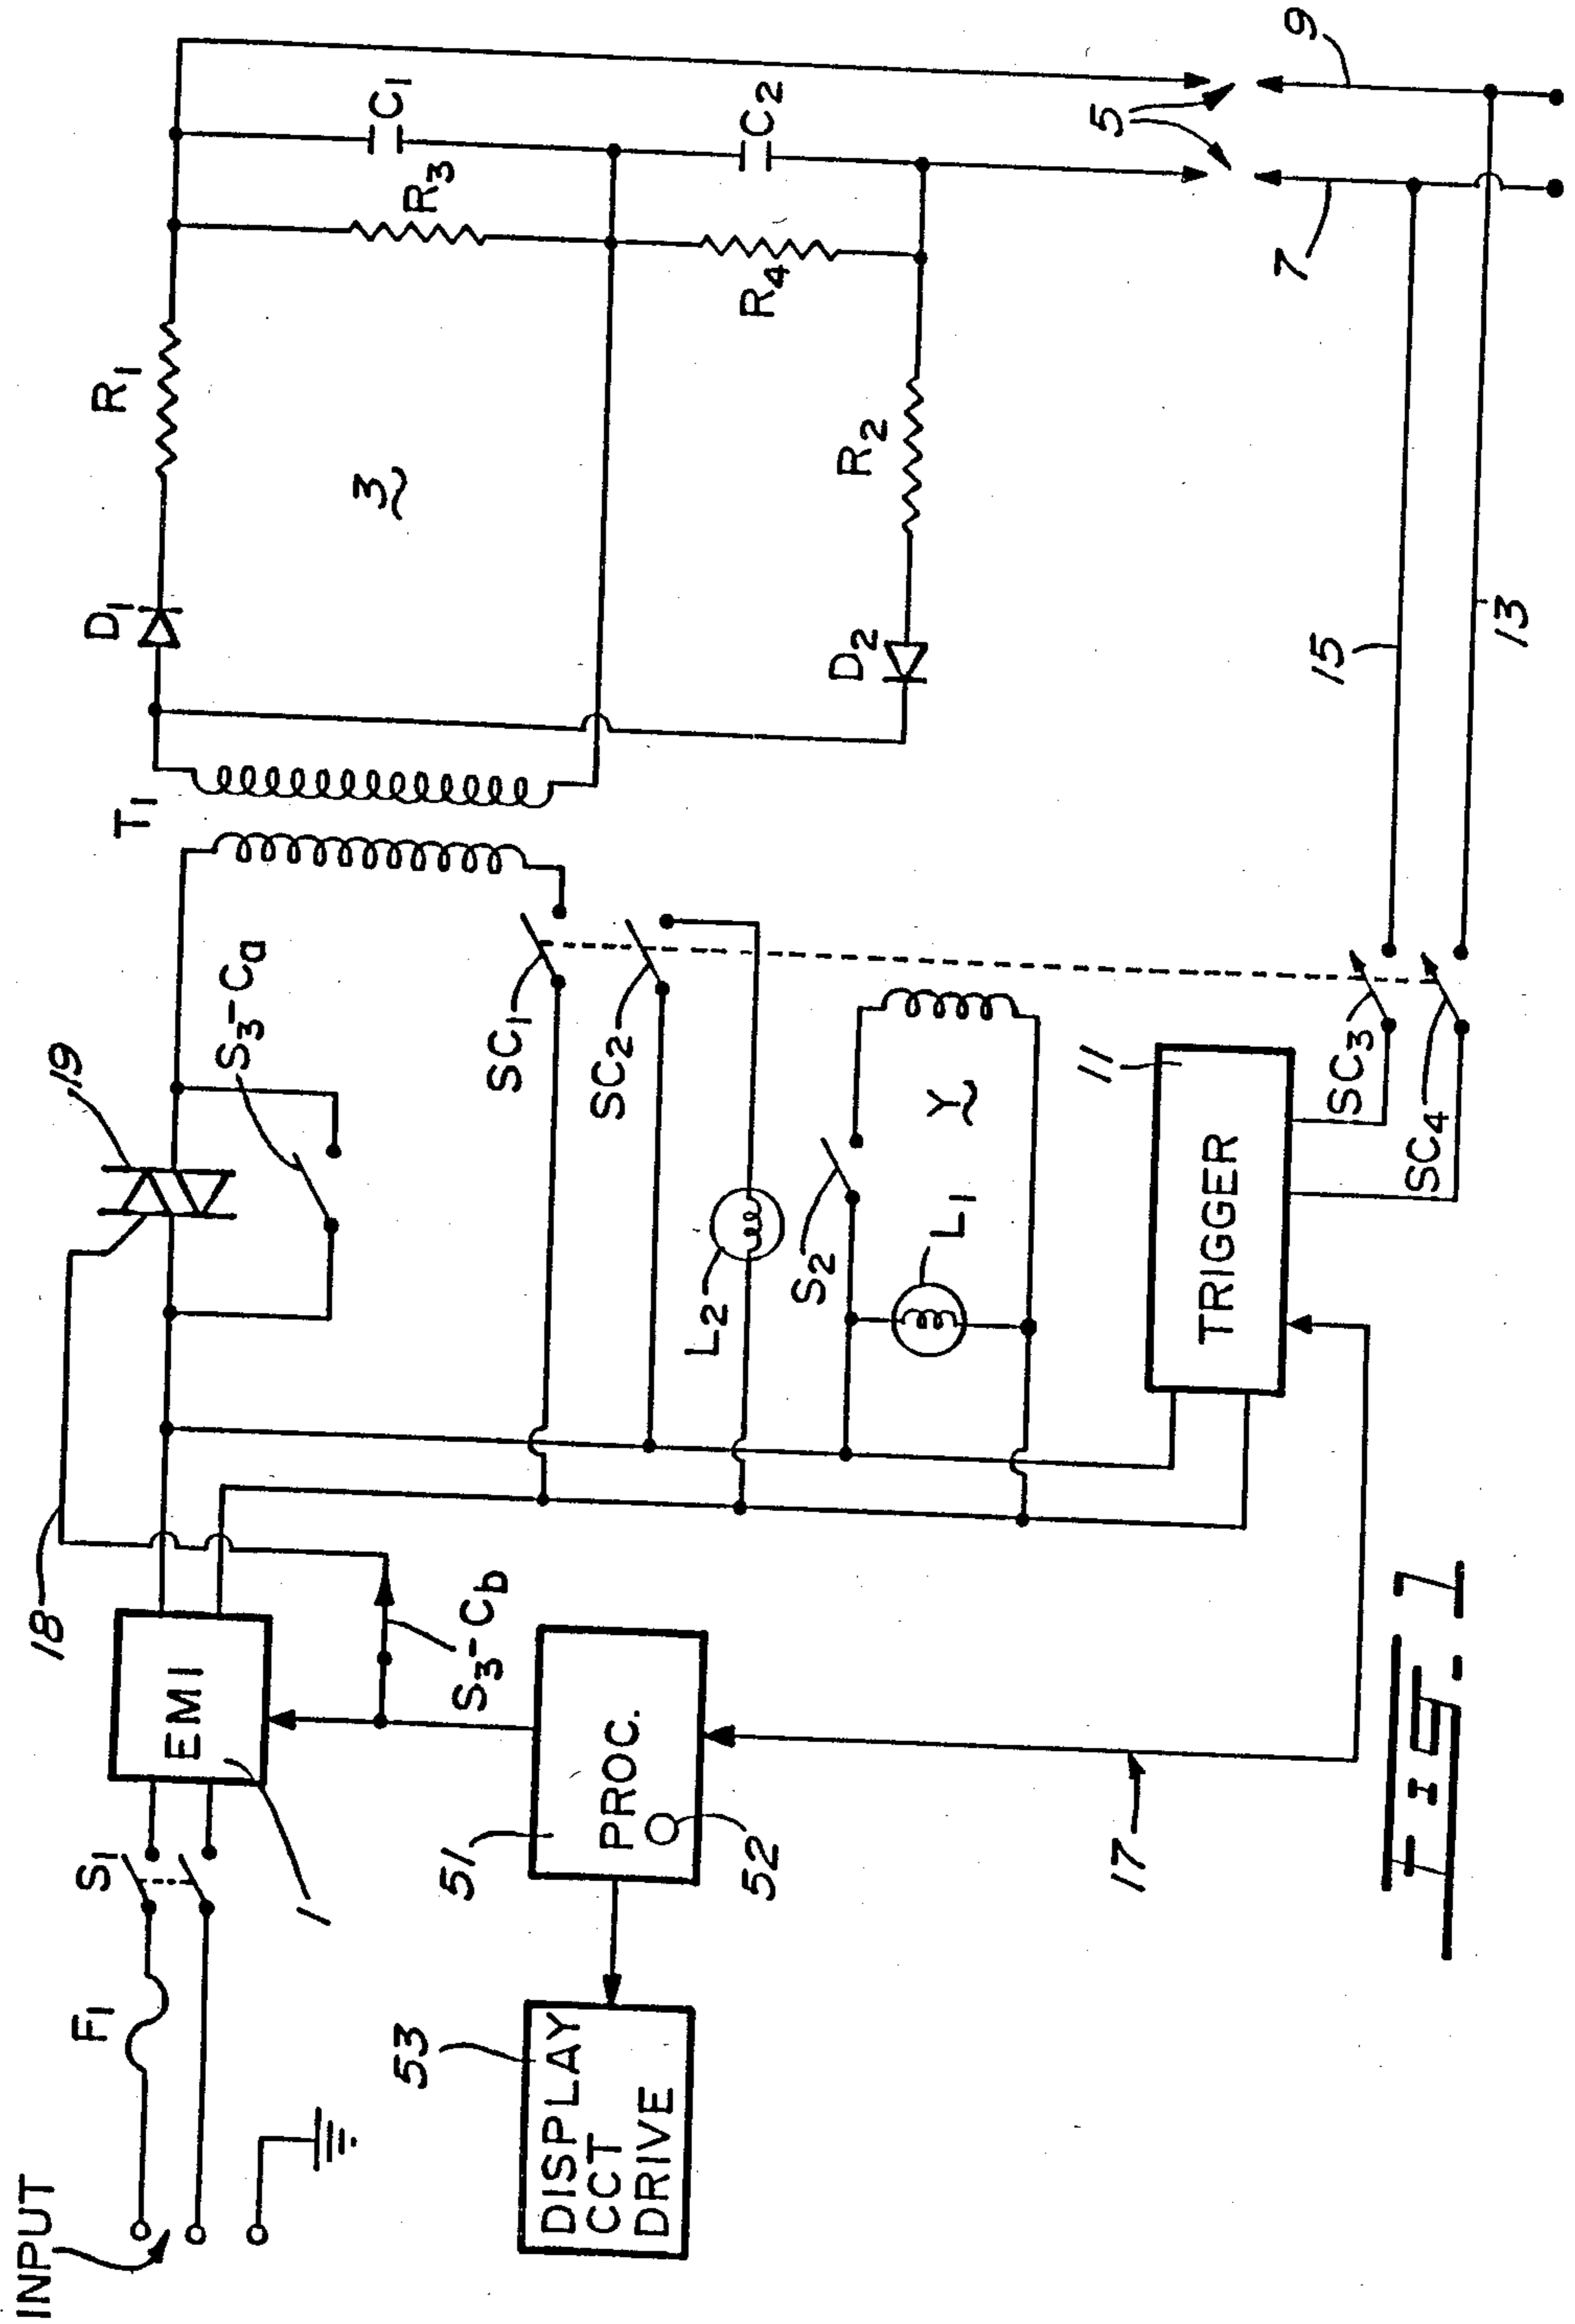 INPUT
F1
S1
1
EMI
18
19
S3-Ca
T1
D1
R1
3
R3
C1
C2
R4
R2
D2
5
9
7
15
13
SC1
SC2
L2
S2
L1
Y
11
TRIGGER
SC3
SC4
S3-Cb
51
PROC.
52
53
DISPLAY
CCT
DRIVE
17
FIG-1